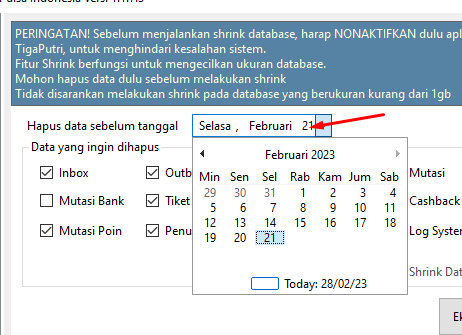 PERINGATAN! Sebelum menjalankan shrink database, harap NONAKTIFKAN dulu
TigaPutri, untuk menghindari kesalahan sistem.
Fitur Shrink berfungsi untuk mengecilkan ukuran database.
Mohon hapus data dulu sebelum melakukan shrink
Tidak disarankan melakukan shrink pada database yang berukuran kurang dari 1gb
Hapus data sebelum tanggal Selasa , Februari 21
Data yang ingin dihapus
Februari 2023
Min Sen Sel Rab Kam Jum Sab
29 30 31 1 2 3 4
5 6 7 8 9 10 11
12 13 14 15 16 17 18
19 20 21
Today: 28/02/23
Inbox Outb Mutasi
Mutasi Bank Tiket Cashback
Mutasi Poin Penu Log System
Shrink Dat